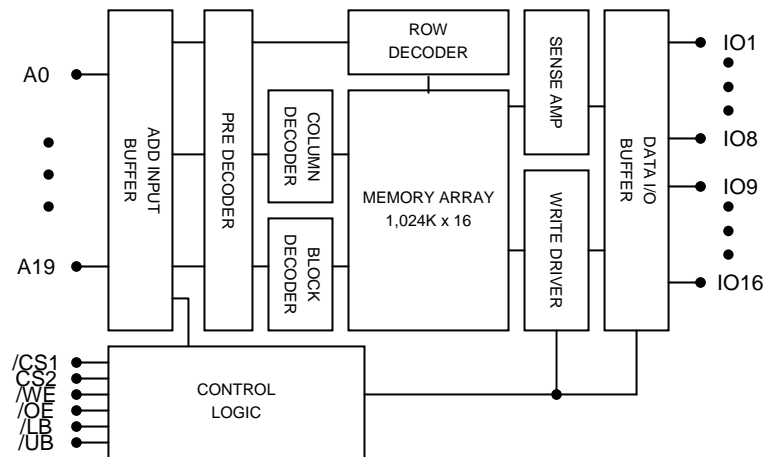 A0
A19
ADD INPUT
BUFFER
PRE DECODER
COLUMN
DECODER
BLOCK
DECODER
ROW
DECODER
MEMORY ARRAY
1,024K x 16
SENSE AMP
WRITE DRIVER
DATA I/O
BUFFER
IO1
IO8
IO9
IO16
/CS1
CS2
/WE
/OE
/LB
/UB
CONTROL
LOGIC